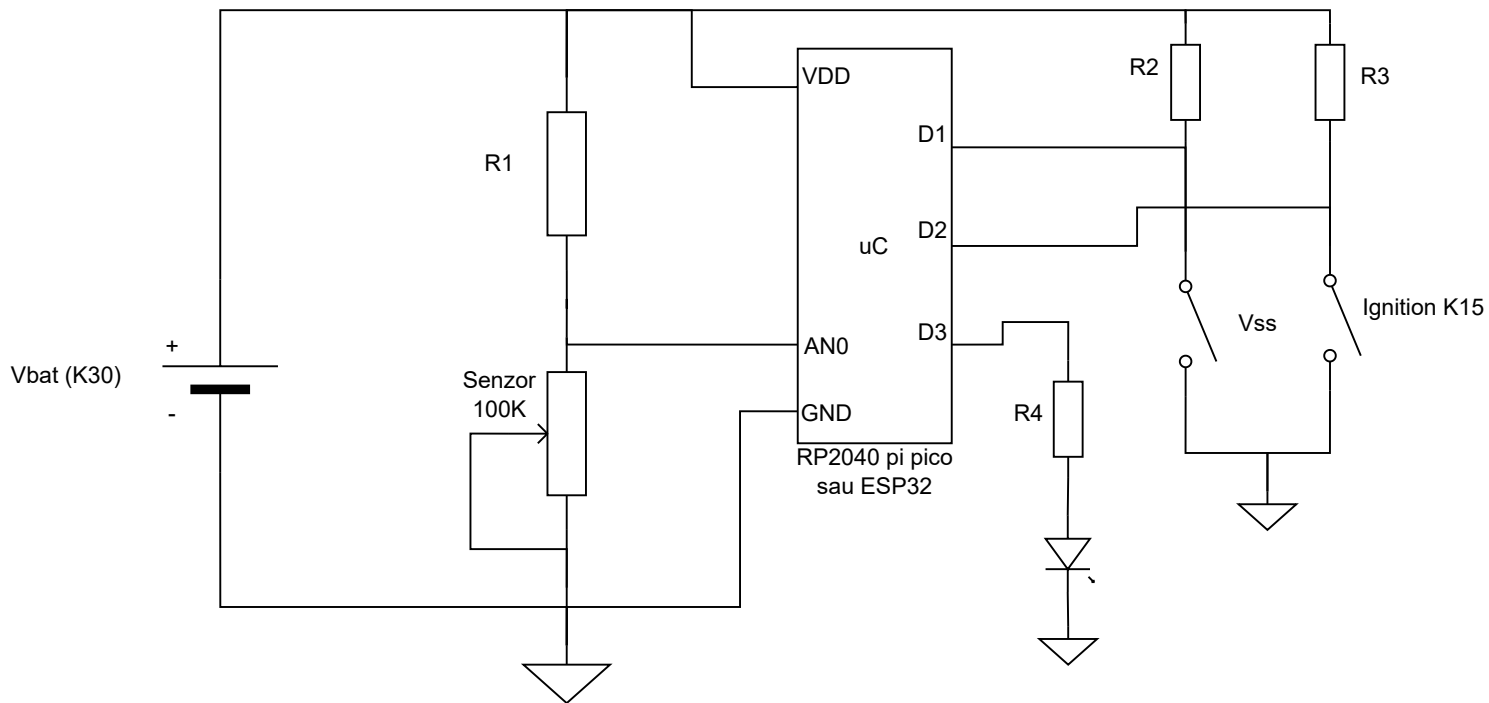 VDD
R2
R3
D1
R1
D2
uC
Ignition K15
Vss
D3
+
AN0
Vbat (K30)
Senzor
100K
-
GND
R4
RP2040 pi pico
sau ESP32